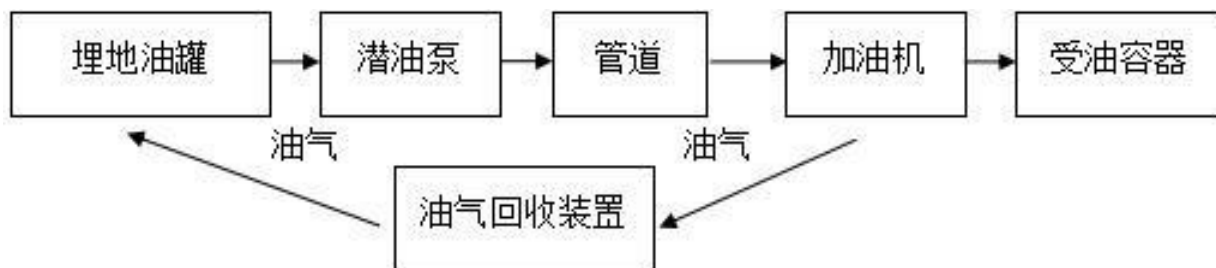 埋地油罐
潜油泵
管道
加油机
受油容器
油气
油气
油气回收装置